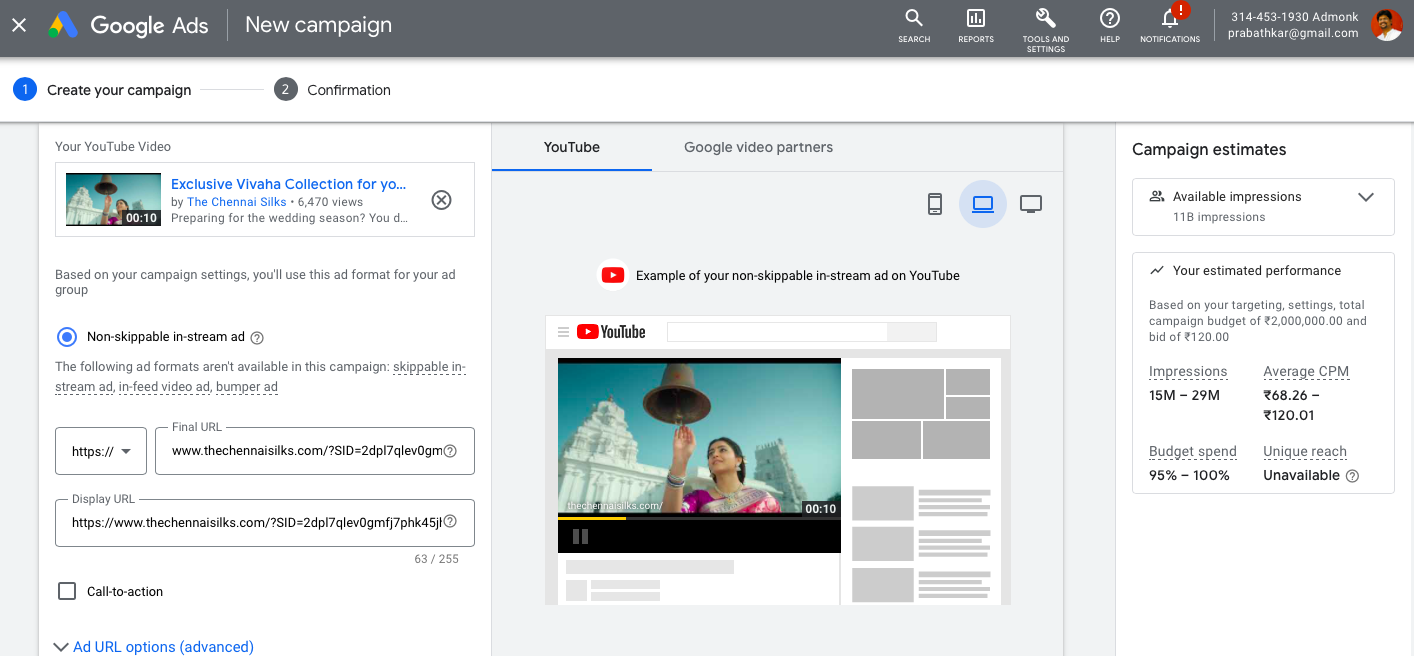 Google Ads
New campaign
SEARCH
REPORTS
TOOLS AND
SETTINGS
HELP
!
NOTIFICATIONS
314-453-1930 Admonk
prabathkar@gmail.com
1
Create your campaign
2
Confirmation
Your YouTube Video
00:10
Exclusive Vivaha Collection for yo...
by The Chennai Silks • 6,470 views
Preparing for the wedding season? You d...
Based on your campaign settings, you'll use this ad format for your ad
group
Non-skippable in-stream ad
The following ad formats aren't available in this campaign: skippable in-
stream ad, in-feed video ad, bumper ad
https://
Final URL
www.thechennaisilks.com/?SID=2dpl7qlev0gm
Display URL
https://www.thechennaisilks.com/?SID=2dpl7qlev0gmfj7phk45jl
63 / 255
Call-to-action
Ad URL options (advanced)
YouTube
Google video partners
Example of your non-skippable in-stream ad on YouTube
YouTube
thechennaisilks.com/
00:10
Campaign estimates
Available impressions
11B impressions
Your estimated performance
Based on your targeting, settings, total
campaign budget of ₹2,000,000.00 and
bid of ₹120.00
Impressions
15M – 29M
Average CPM
₹68.26 –
₹120.01
Budget spend
95% – 100%
Unique reach
Unavailable